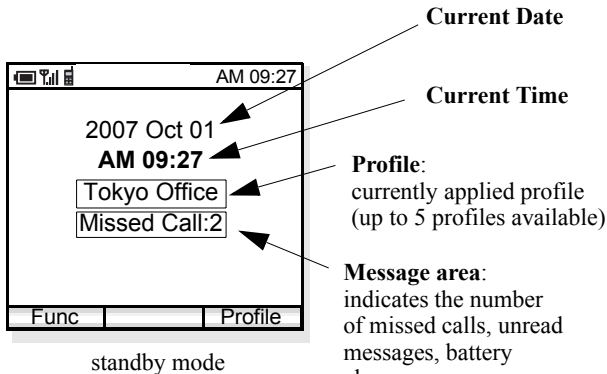 Current Date
AM 09:27
Current Time
2007 Oct 01
AM 09:27
Profile:
currently applied profile
(up to 5 profiles available)
Tokyo Office
Missed Call:2
Message area:
indicates the number
of missed calls, unread
messages, battery
Func
Profile
standby mode